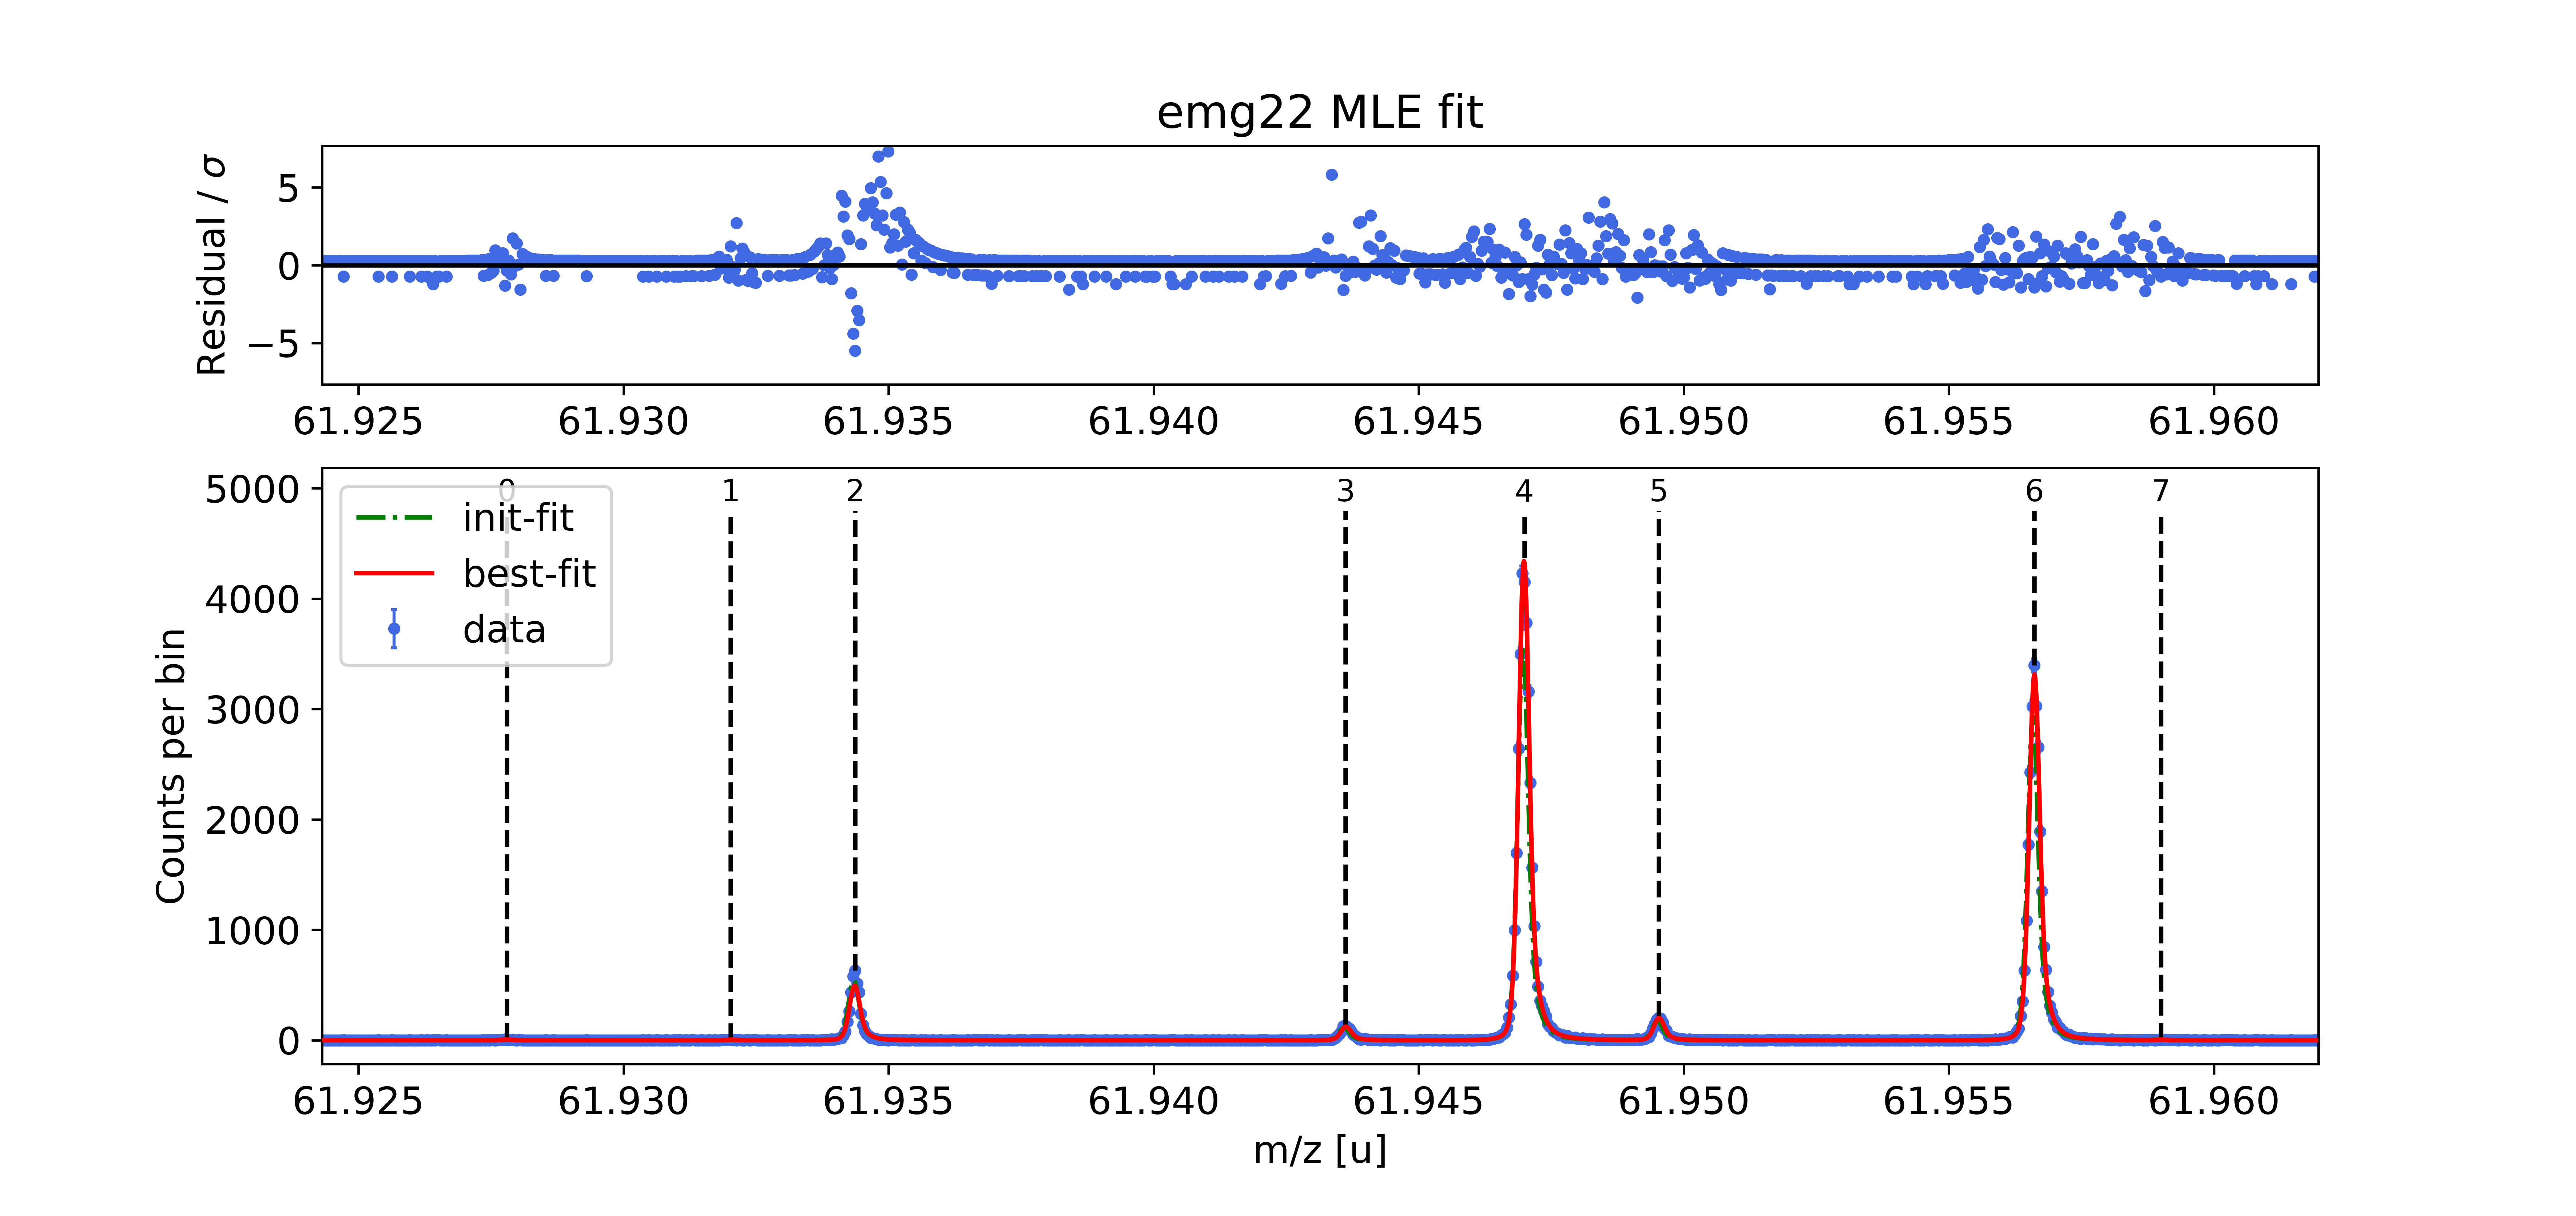 emg22 MLE fit
Residual / σ
5
0
−5
61.925 61.930 61.935 61.940 61.945 61.950 61.955 61.960
Counts per bin
5000
4000
3000
2000
1000
0
0 1 2 3 4 5 6 7
init-fit
best-fit
data
61.925 61.930 61.935 61.940 61.945 61.950 61.955 61.960
m/z [u]